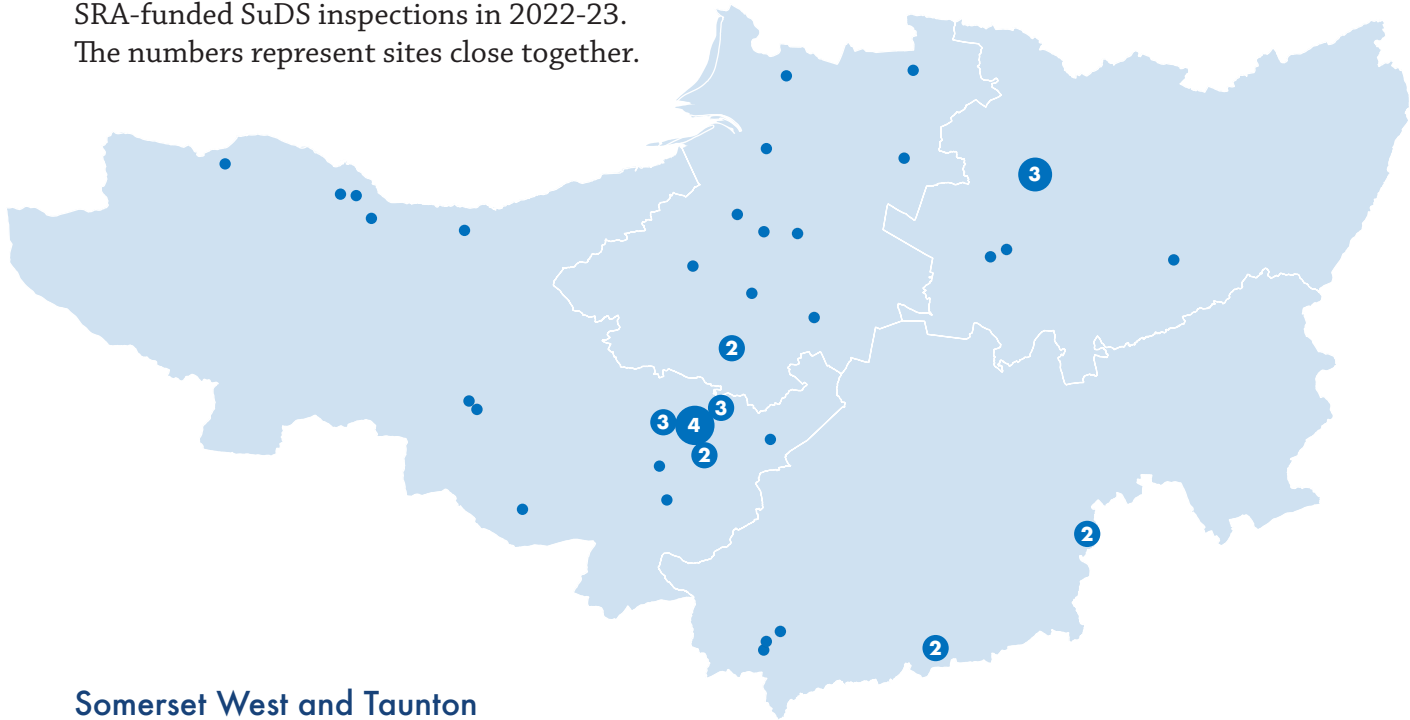 SRA-funded SuDS inspections in 2022-23.
The numbers represent sites close together.
3
2
3
3
4
2
2
2
Somerset West and Taunton